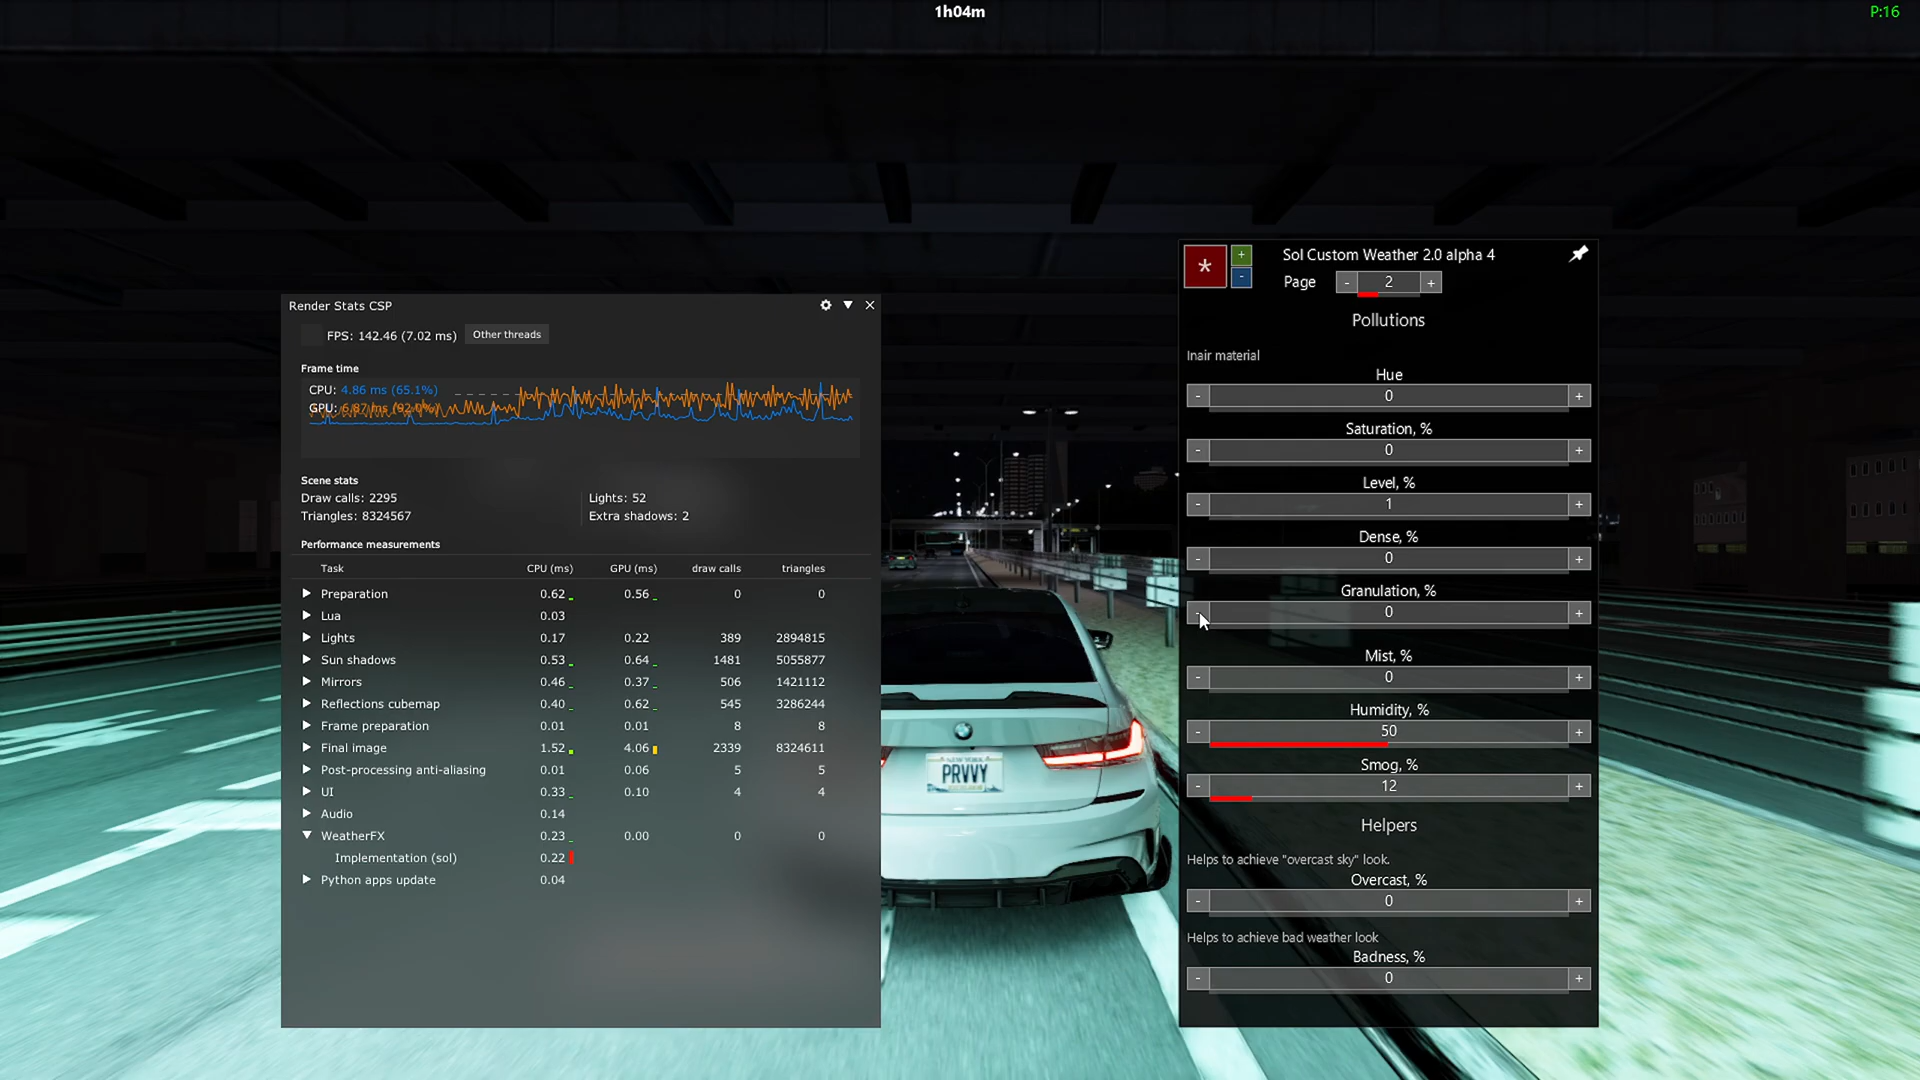 1h04m
P:16
Render Stats CSP
FPS: 142.46 (7.02 ms) Other threads
Frame time
CPU: 4.86 ms (65.1%)
GPU: 6.87 ms (92.0%)
Scene stats
Draw calls: 2295 Lights: 52
Triangles: 8324567 Extra shadows: 2
Performance measurements
Task CPU (ms) GPU (ms) draw calls triangles
Preparation 0.62 0.56 0 0
Lua 0.03
Lights 0.17 0.22 389 2894815
Sun shadows 0.53 0.64 1481 5055877
Mirrors 0.46 0.37 506 1421112
Reflections cubemap 0.40 0.62 545 3286244
Frame preparation 0.01 0.01 8 8
Final image 1.52 4.06 2339 8324611
Post-processing anti-aliasing 0.01 0.06 5 5
UI 0.33 0.10 4 4
Audio 0.14
WeatherFX 0.23 0.00 0 0
Implementation (sol) 0.22
Python apps update 0.04
PRVVY
* + -
Sol Custom Weather 2.0 alpha 4
Page - 2 +
Pollutions
Inair material
Hue
- 0 +
Saturation, %
- 0 +
Level, %
- 1 +
Dense, %
- 0 +
Granulation, %
- 0 +
Mist, %
- 0 +
Humidity, %
- 50 +
Smog, %
- 12 +
Helpers
Helps to achieve "overcast sky" look.
Overcast, %
- 0 +
Helps to achieve bad weather look
Badness, %
- 0 +